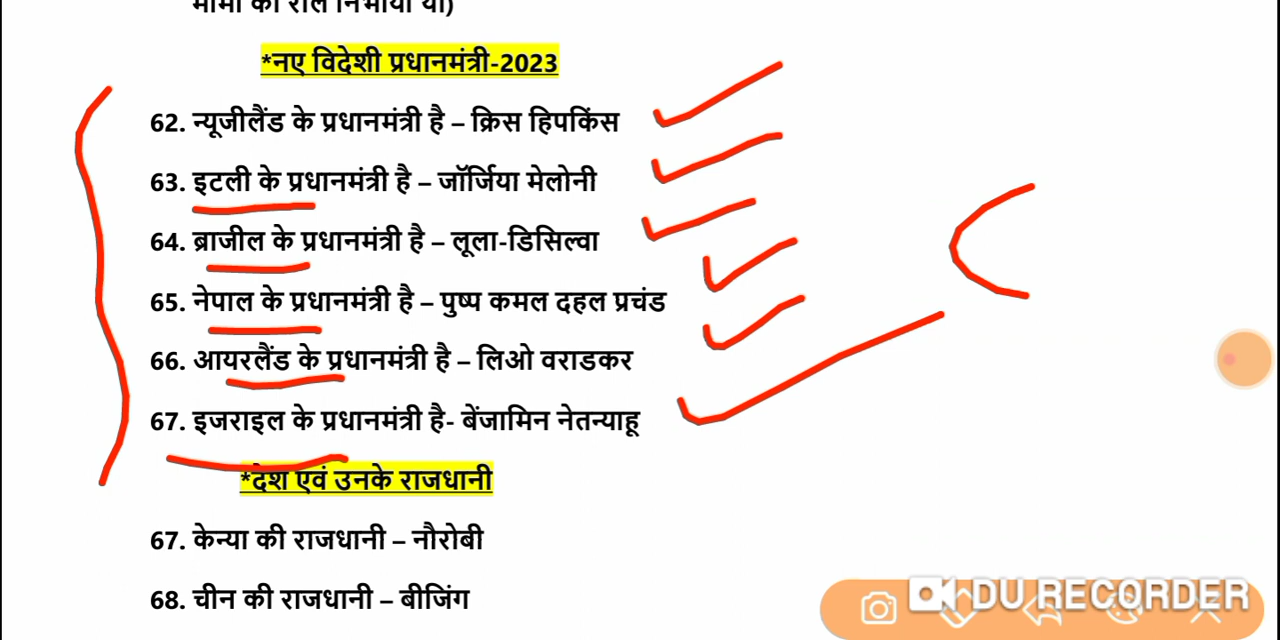 मामा का रोल निभाया था)
*नए विदेशी प्रधानमंत्री-2023
62. न्यूजीलैंड के प्रधानमंत्री है – क्रिस हिपकिंस
63. इटली के प्रधानमंत्री है – जॉर्जिया मेलोनी
64. ब्राजील के प्रधानमंत्री है – लूला-डिसिल्वा
65. नेपाल के प्रधानमंत्री है – पुष्प कमल दहल प्रचंड
66. आयरलैंड के प्रधानमंत्री है – लिओ वराडकर
67. इजराइल के प्रधानमंत्री है- बेंजामिन नेतन्याहू
*देश एवं उनके राजधानी
67. केन्या की राजधानी – नौरोबी
68. चीन की राजधानी – बीजिंग
DU RECORDER